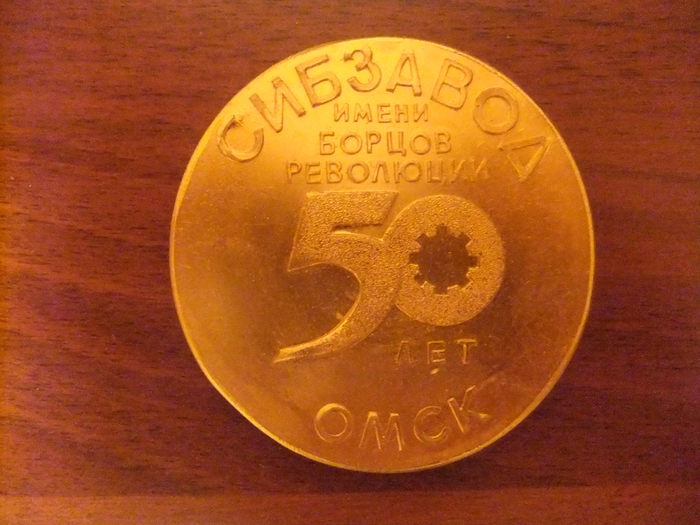 СИБЗАВОД
ИМЕНИ
БОРЦОВ
РЕВОЛЮЦИИ
50
ЛЕТ
ОМСК